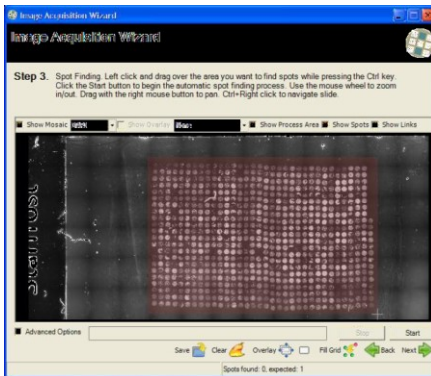 Image Acquisition Wizard
Image Acquisition Wizard
Step 3. Spot Finding. Left click and drag over the area you want to find spots while pressing the Ctrl key.
Click the Start button to begin the automatic spot finding process. Use the mouse wheel to zoom
in/out. Drag with the right mouse button to pan. Ctrl+Right click to navigate slide.
Show Mosaic Show Overlay Show Process Area Show Spots Show Links
Advanced Options Stop Start
Save Clear Overlay Fill Grid Back Next
Spots found: 0, expected: 1